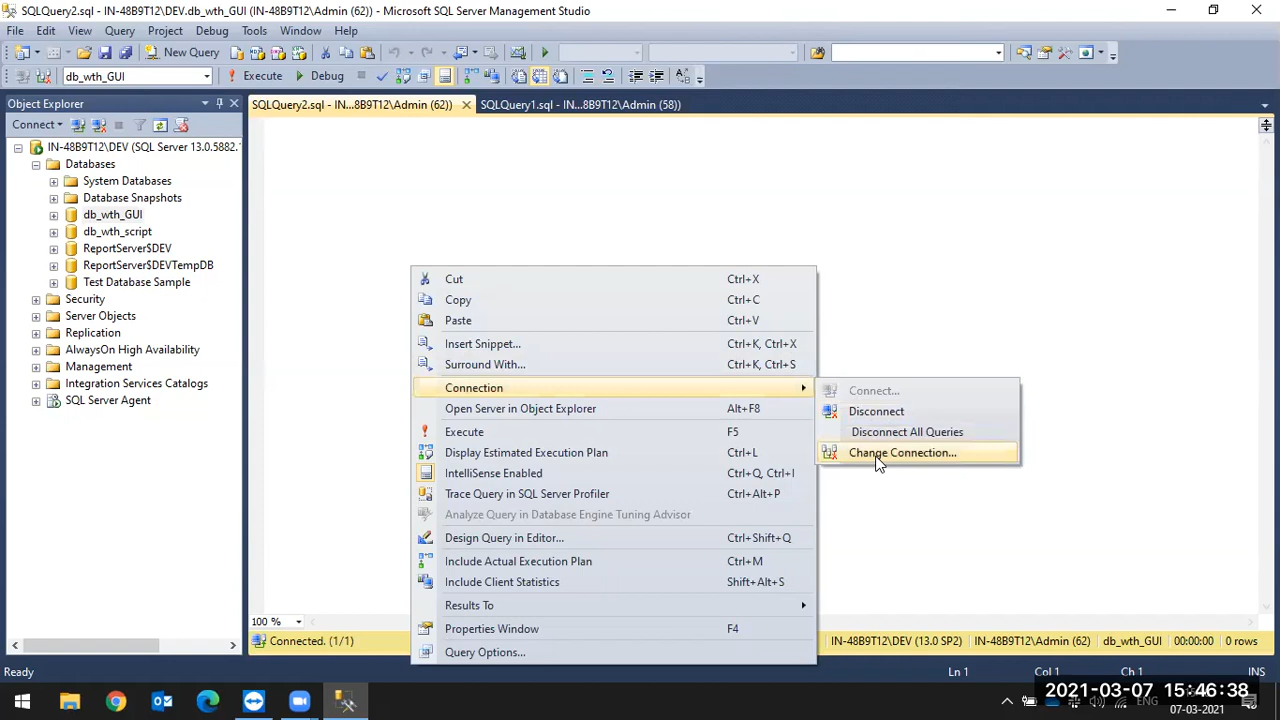 SQLQuery2.sql - IN-48B9T12\DEV.db_wth_GUI (IN-48B9T12\Admin (62)) - Microsoft SQL Server Management Studio
File Edit View Query Project Debug Tools Window Help
New Query
db_wth_GUI Execute Debug
Object Explorer
SQLQuery2.sql - IN...8B9T12\Admin (62)) SQLQuery1.sql - IN...8B9T12\Admin (58))
Connect
IN-48B9T12\DEV (SQL Server 13.0.5882.
Databases
System Databases
Database Snapshots
db_wth_GUI
db_wth_script
ReportServer$DEV
ReportServer$DEVTempDB
Test Database Sample
Security
Server Objects
Replication
AlwaysOn High Availability
Management
Integration Services Catalogs
SQL Server Agent
Cut Ctrl+X
Copy Ctrl+C
Paste Ctrl+V
Insert Snippet... Ctrl+K, Ctrl+X
Surround With... Ctrl+K, Ctrl+S
Connection
Open Server in Object Explorer Alt+F8
Execute F5
Display Estimated Execution Plan Ctrl+L
IntelliSense Enabled Ctrl+Q, Ctrl+I
Trace Query in SQL Server Profiler Ctrl+Alt+P
Analyze Query in Database Engine Tuning Advisor
Design Query in Editor... Ctrl+Shift+Q
Include Actual Execution Plan Ctrl+M
Include Client Statistics Shift+Alt+S
Results To
Properties Window F4
Query Options...
Connect...
Disconnect
Disconnect All Queries
Change Connection...
100 %
Connected. (1/1) IN-48B9T12\DEV (13.0 SP2) IN-48B9T12\Admin (62) db_wth_GUI 00:00:00 0 rows
Ready Ln 1 Col 1 Ch 1 INS
2021-03-07 15:46:38
ENG 07-03-2021